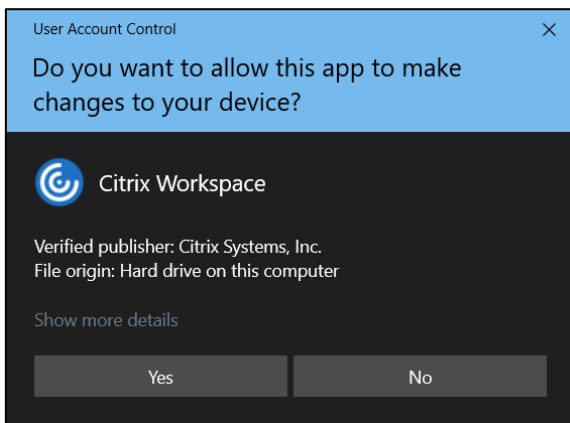 User Account Control
Do you want to allow this app to make
changes to your device?
Citrix Workspace
Verified publisher: Citrix Systems, Inc.
File origin: Hard drive on this computer
Show more details
Yes
No